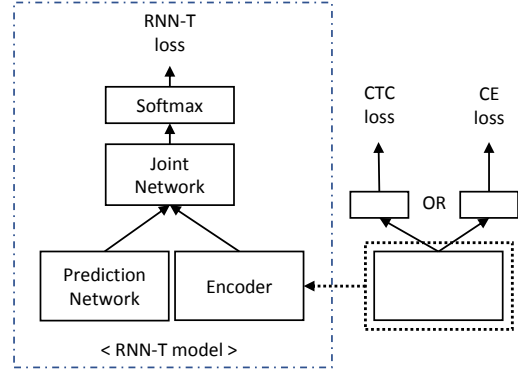 RNN-T
loss
Softmax
Joint
Network
Prediction
Network
Encoder
< RNN-T model >
CTC
loss
OR
CE
loss